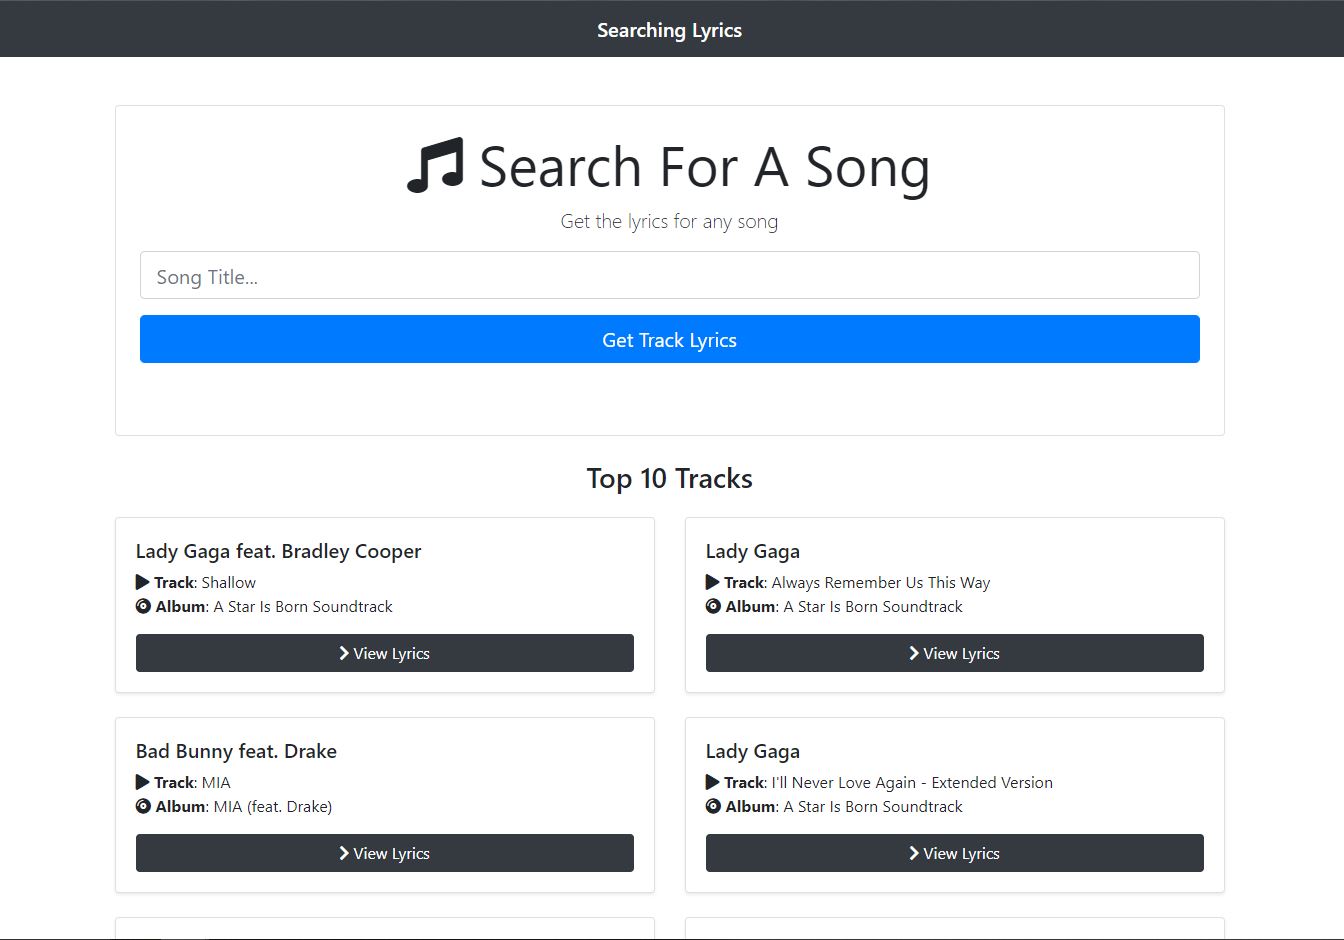 Searching Lyrics
Search For A Song
Get the lyrics for any song
Song Title...
Get Track Lyrics
Top 10 Tracks
Lady Gaga feat. Bradley Cooper
Track: Shallow
Album: A Star Is Born Soundtrack
View Lyrics
Lady Gaga
Track: Always Remember Us This Way
Album: A Star Is Born Soundtrack
View Lyrics
Bad Bunny feat. Drake
Track: MIA
Album: MIA (feat. Drake)
View Lyrics
Lady Gaga
Track: I'll Never Love Again - Extended Version
Album: A Star Is Born Soundtrack
View Lyrics